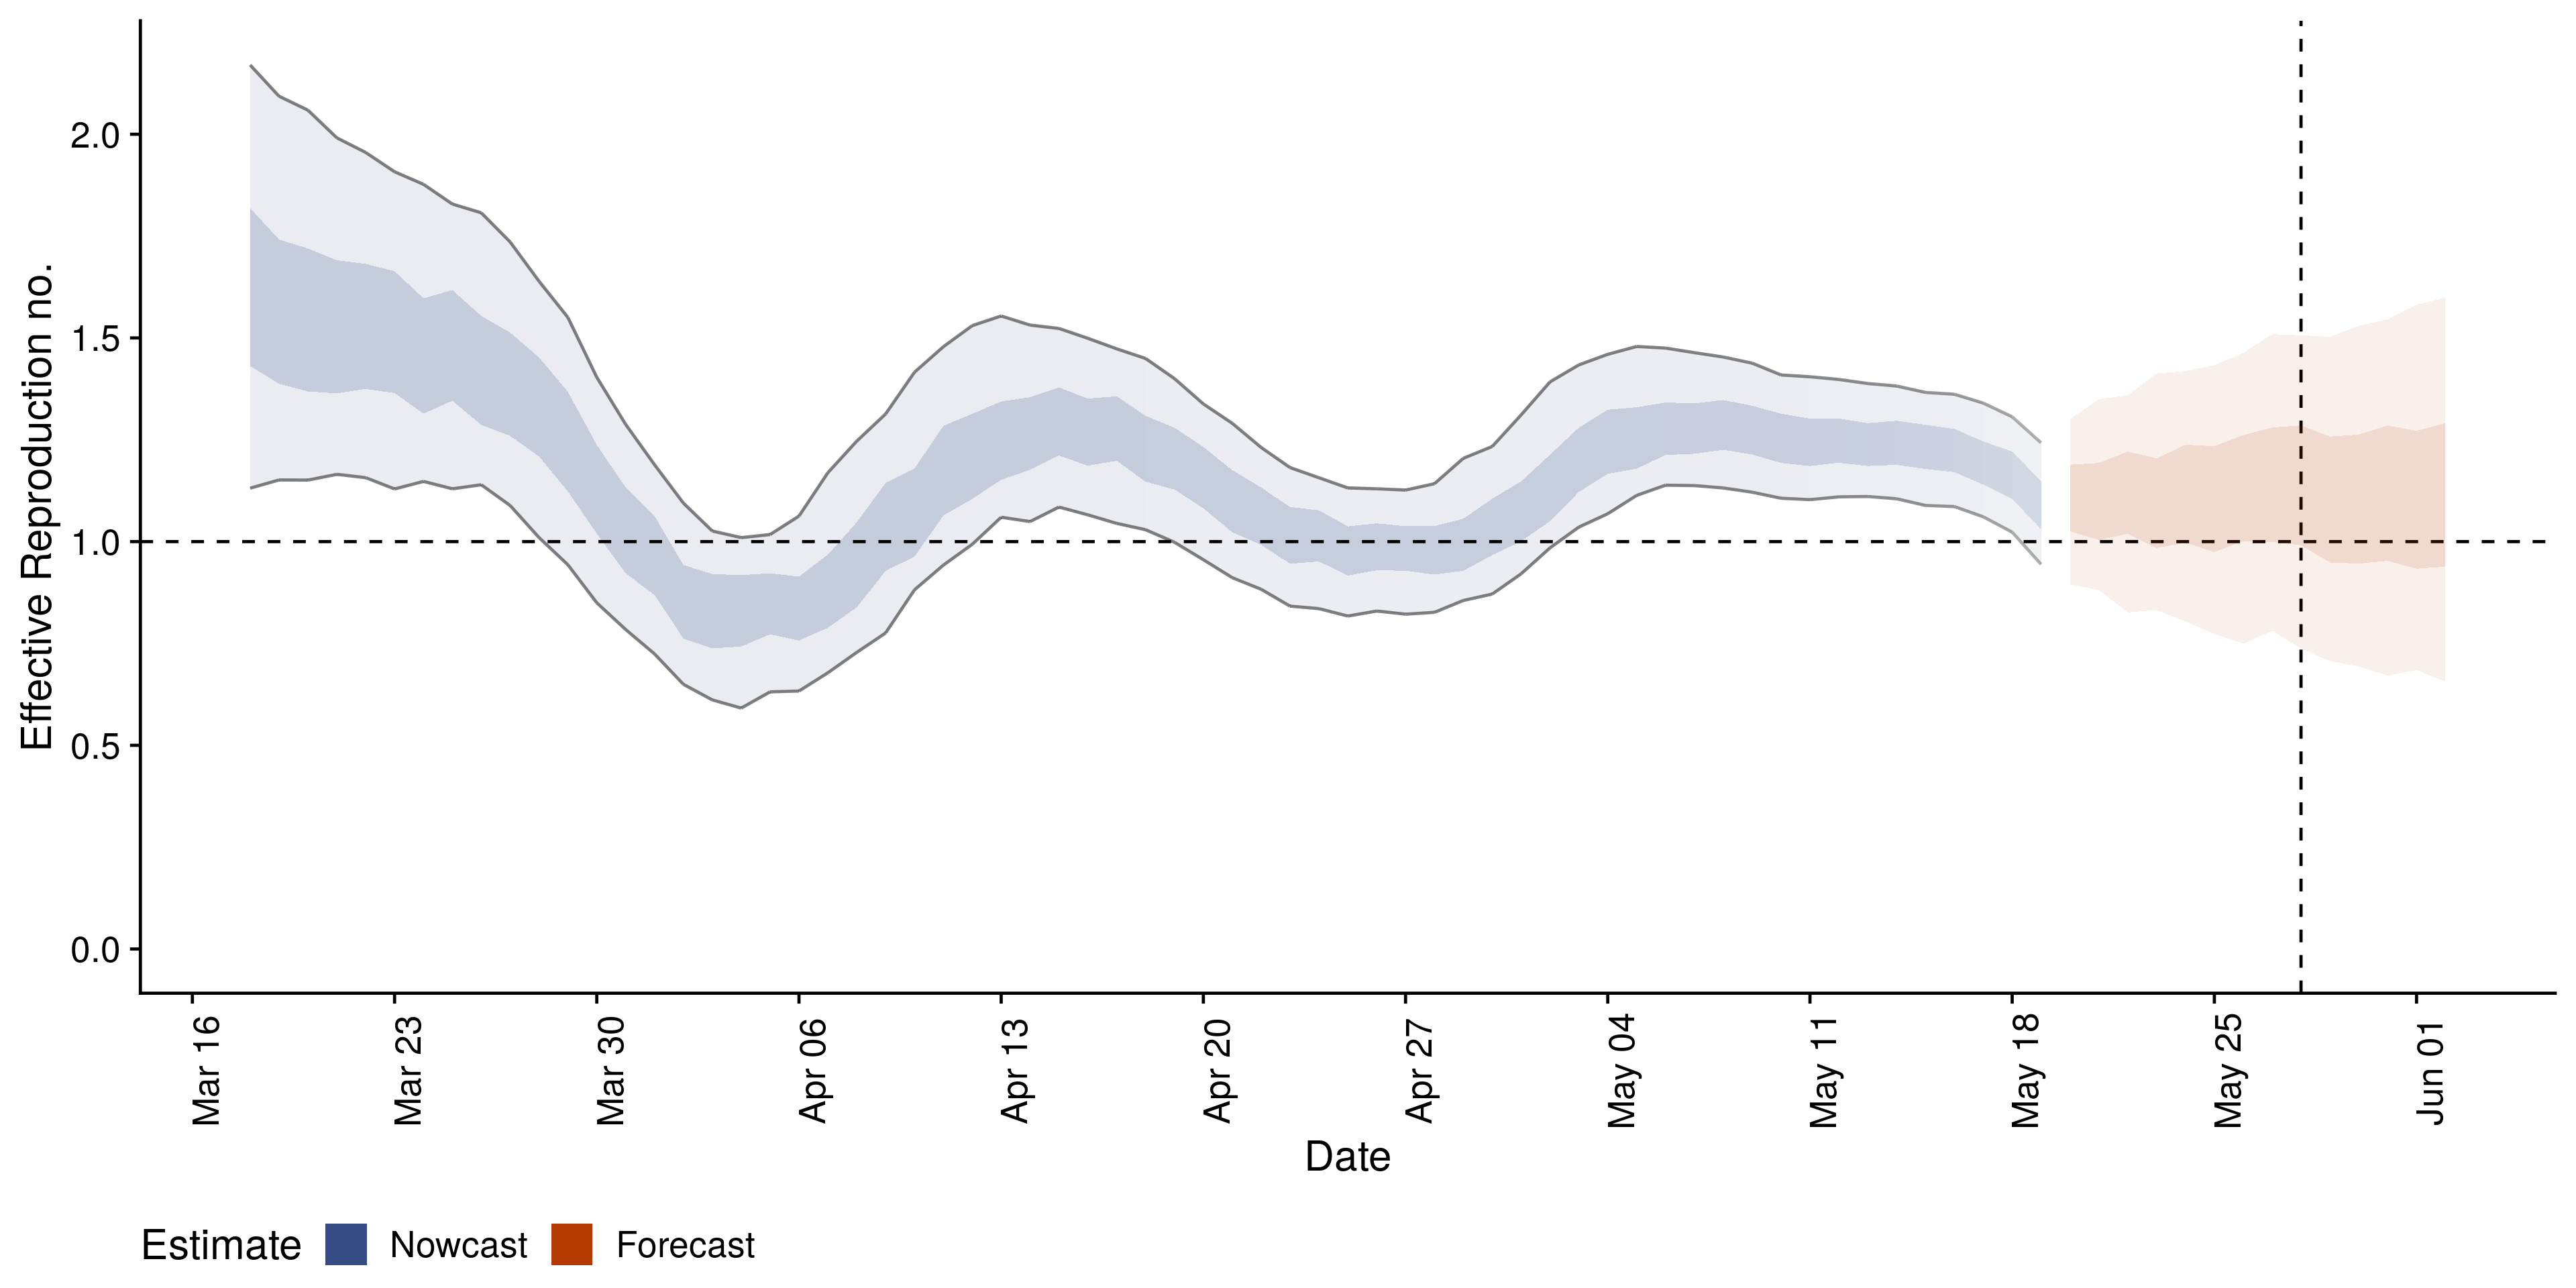 Effective Reproduction no.
2.0
1.5
1.0
0.5
0.0
Mar 16
Mar 23
Mar 30
Apr 06
Apr 13
Apr 20
Apr 27
May 04
May 11
May 18
May 25
Jun 01
Date
Estimate Nowcast Forecast